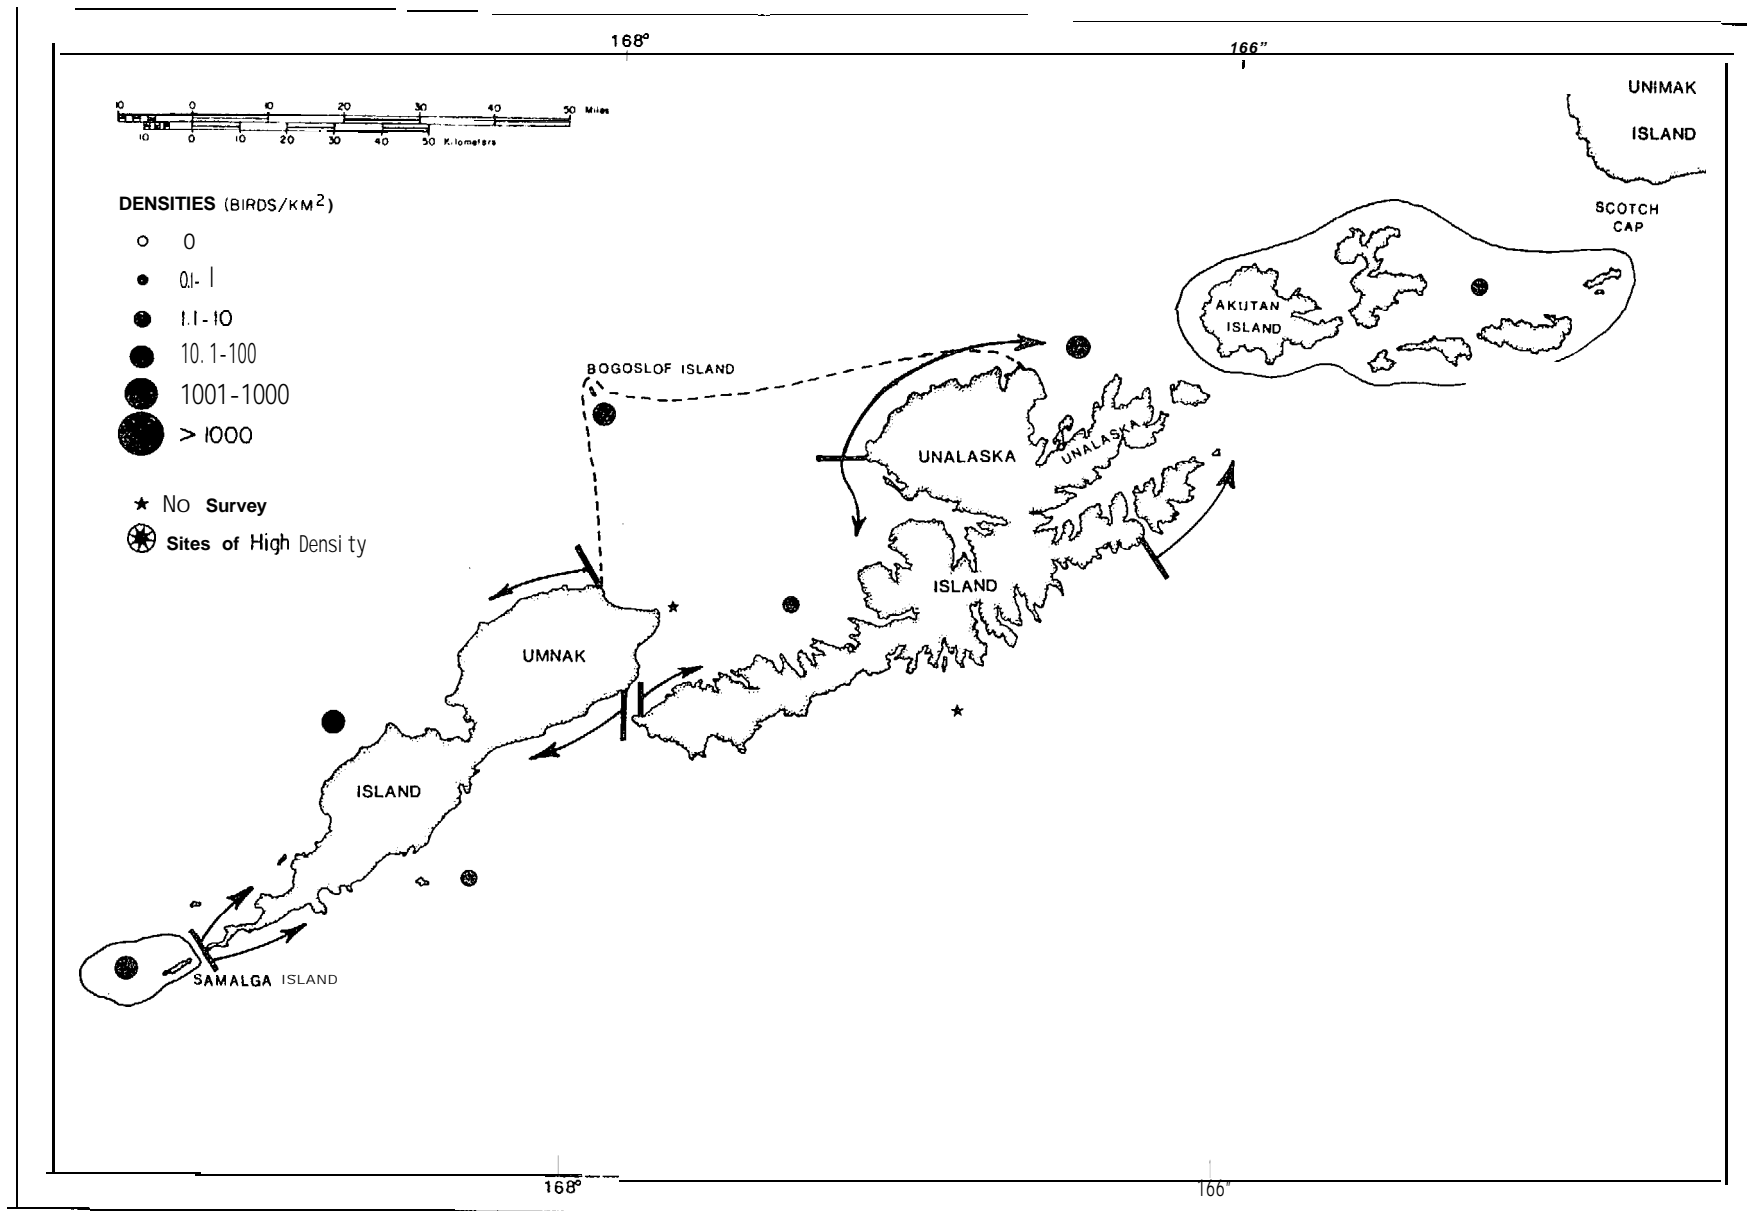 168°
166"
10 0 10 20 30 40 50 Miles
10 0 10 20 30 40 50 Kilometers
UNIMAK
ISLAND
SCOTCH
CAP
DENSITIES (BIRDS/KM2)
0
0.1- 1
1.1-10
10.1-100
1001-1000
> 1000
No Survey
Sites of High Density
AKUTAN
ISLAND
BOGOSLOF ISLAND
UNALASKA
UNALASKA
ISLAND
UMNAK
ISLAND
SAMALGA ISLAND
168°
166"